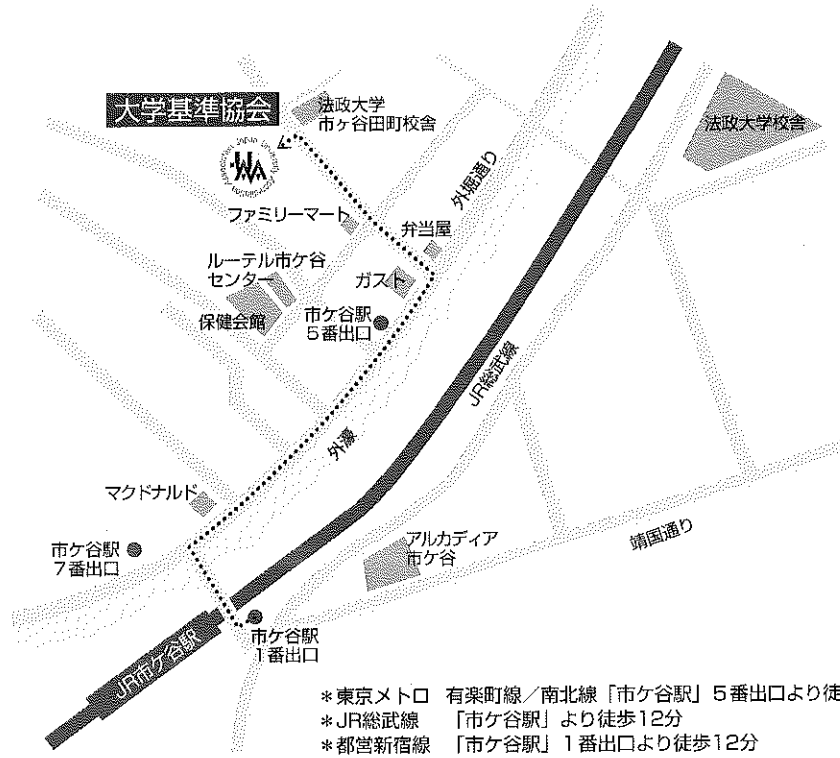 大学基準協会
法政大学
市ヶ谷田町校舎
法政大学校舎
外堀通り
ファミリーマート
弁当屋
ルーテル市ケ谷
センター
ガスト
保健会館
市ケ谷駅
5番出口
JR総武線
外濠
マクドナルド
市ケ谷駅
7番出口
アルカディア
市ケ谷
靖国通り
JR市ケ谷駅
市ケ谷駅
1番出口
＊東京メトロ 有楽町線／南北線「市ケ谷駅」5番出口より徒
＊JR総武線 「市ケ谷駅」より徒歩12分
＊都営新宿線 「市ケ谷駅」1番出口より徒歩12分